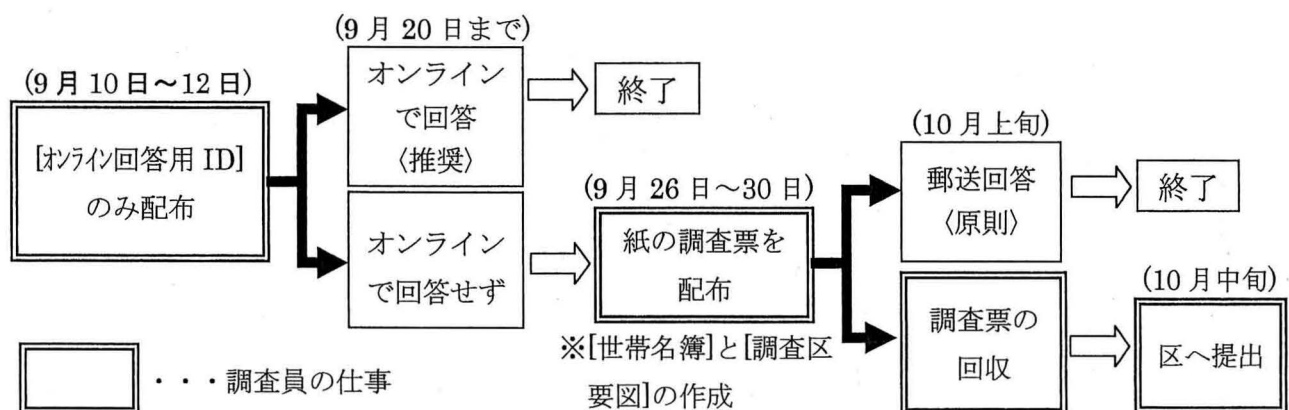 (9月10日～12日)
[オンライン回答用 ID]
のみ配布
(9月20日まで)
オンライン
で回答
〈推奨〉
終了
オンライン
で回答せず
(9月26日～30日)
紙の調査票を
配布
※[世帯名簿]と[調査区
要図]の作成
(10月上旬)
郵送回答
〈原則〉
終了
調査票の
回収
(10月中旬)
区へ提出
・・・調査員の仕事